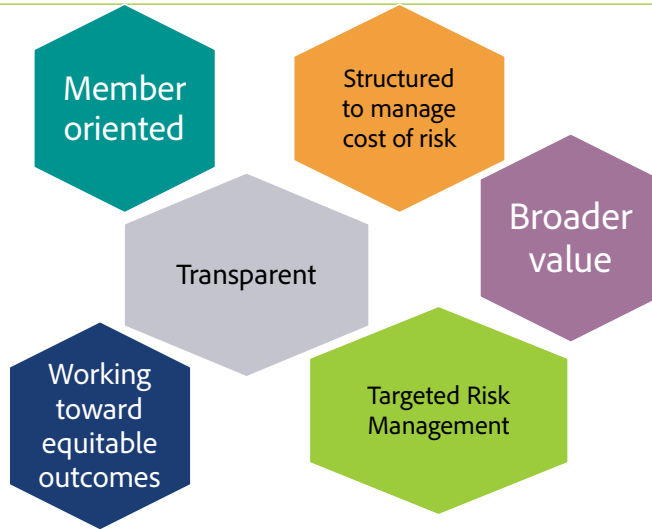 Member
oriented
Structured
to manage
cost of risk
Broader
value
Transparent
Working
toward
equitable
outcomes
Targeted Risk
Management